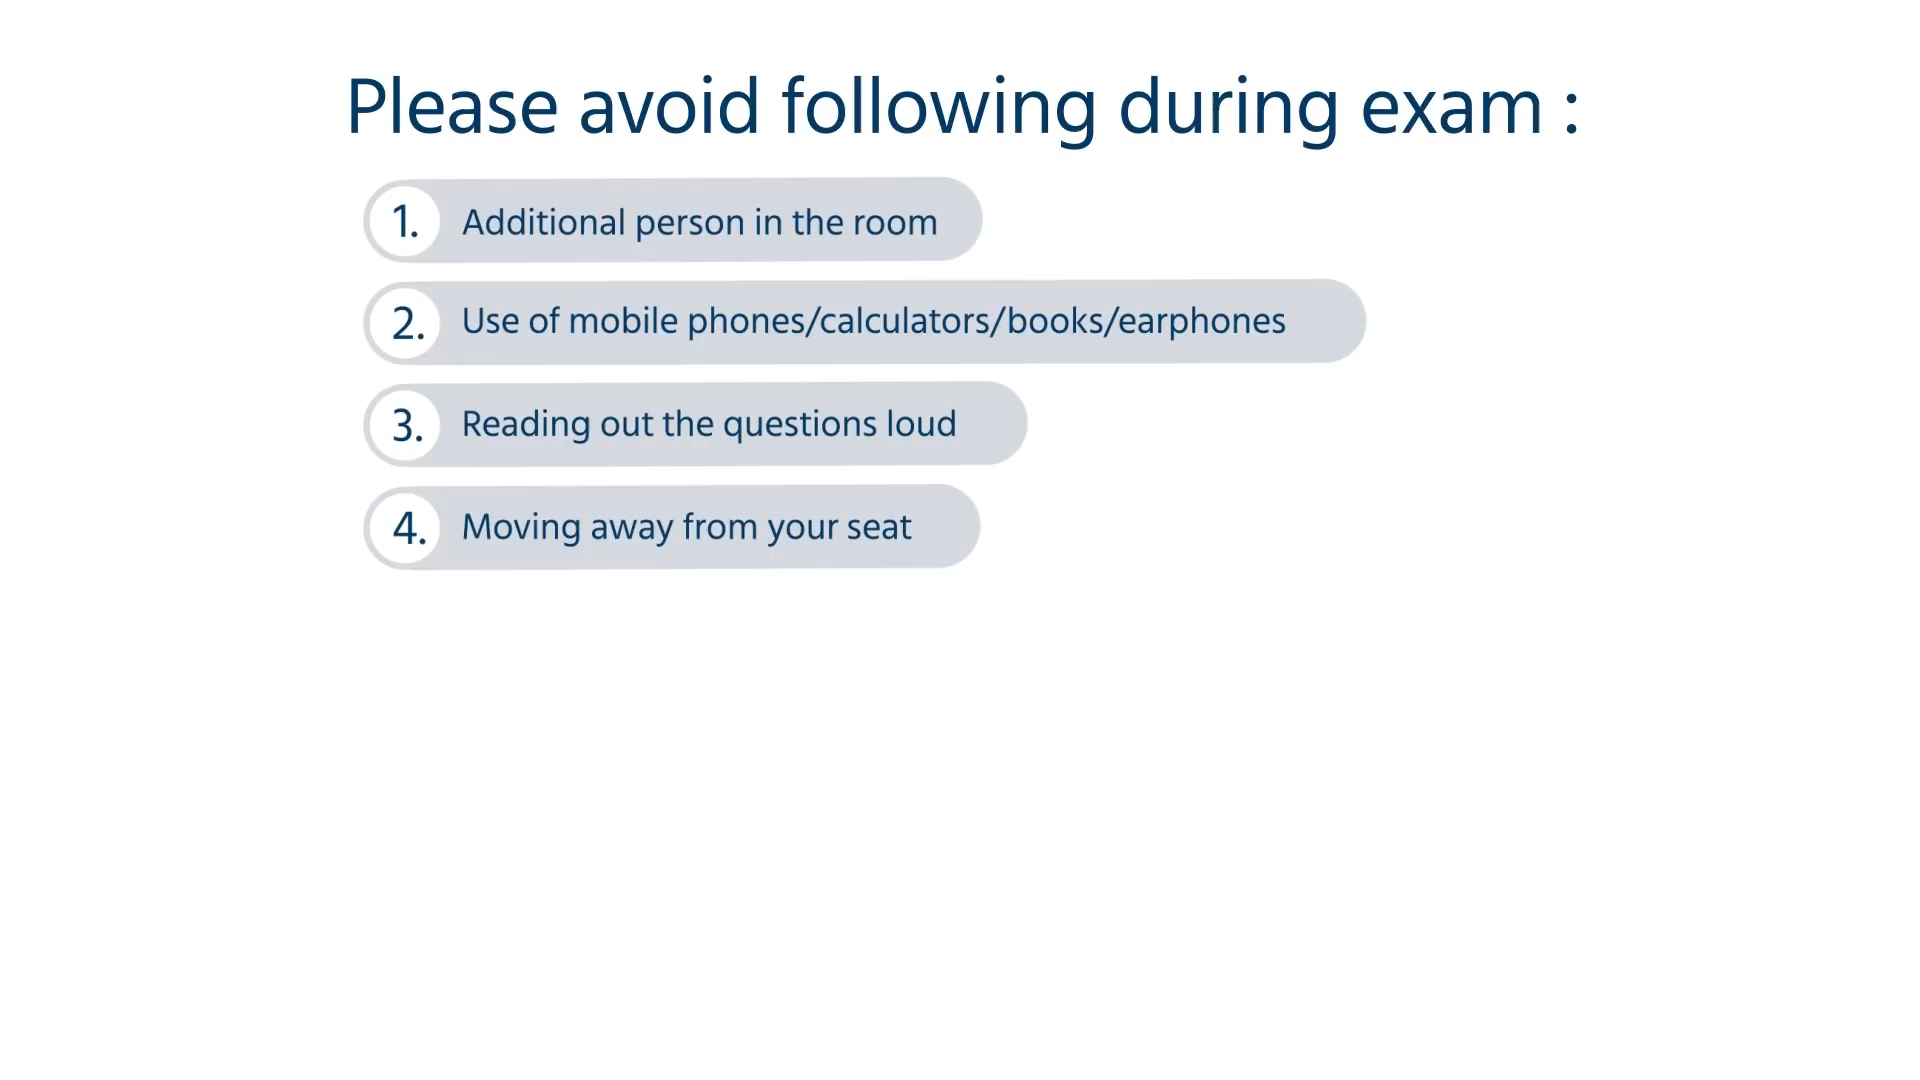 Please avoid following during exam :
1. Additional person in the room
2. Use of mobile phones/calculators/books/earphones
3. Reading out the questions loud
4. Moving away from your seat